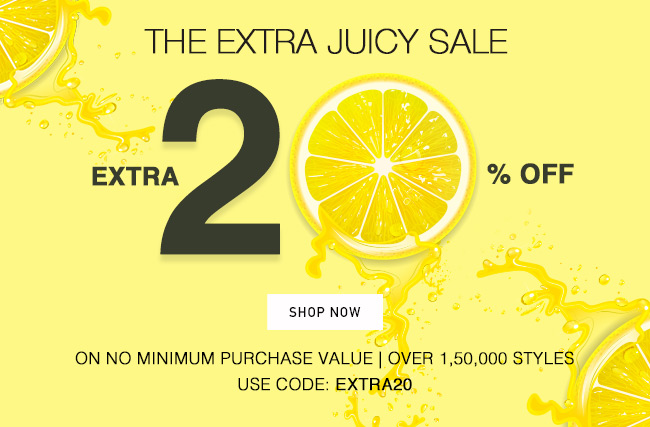 THE EXTRA JUICY SALE
EXTRA 20 % OFF
SHOP NOW
ON NO MINIMUM PURCHASE VALUE | OVER 1,50,000 STYLES
USE CODE: EXTRA20